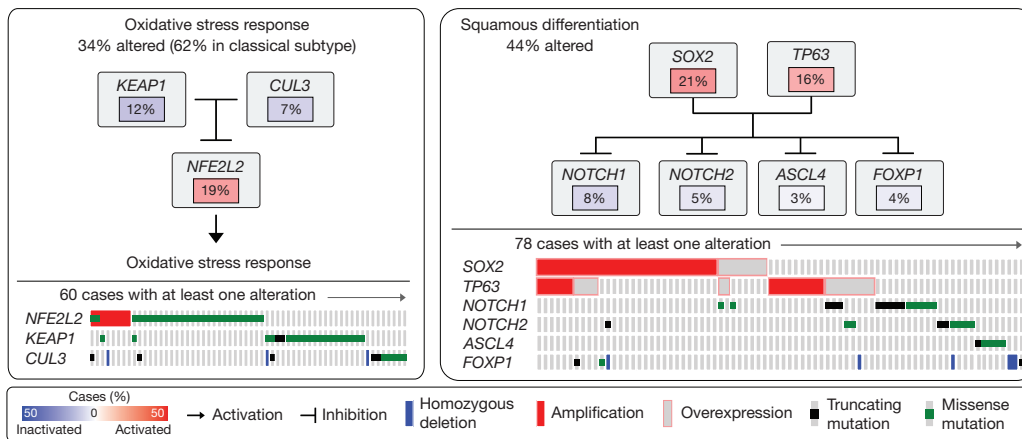 Oxidative stress response
34% altered (62% in classical subtype)
KEAP1
12%
CUL3
7%
NFE2L2
19%
Oxidative stress response
60 cases with at least one alteration
NFE2L2
KEAP1
CUL3
Squamous differentiation
44% altered
SOX2
21%
TP63
16%
NOTCH1
8%
NOTCH2
5%
ASCL4
3%
FOXP1
4%
78 cases with at least one alteration
SOX2
TP63
NOTCH1
NOTCH2
ASCL4
FOXP1
Cases (%)
50 0 50
Inactivated Activated
Activation
Inhibition
Homozygous
deletion
Amplification
Overexpression
Truncating
mutation
Missense
mutation